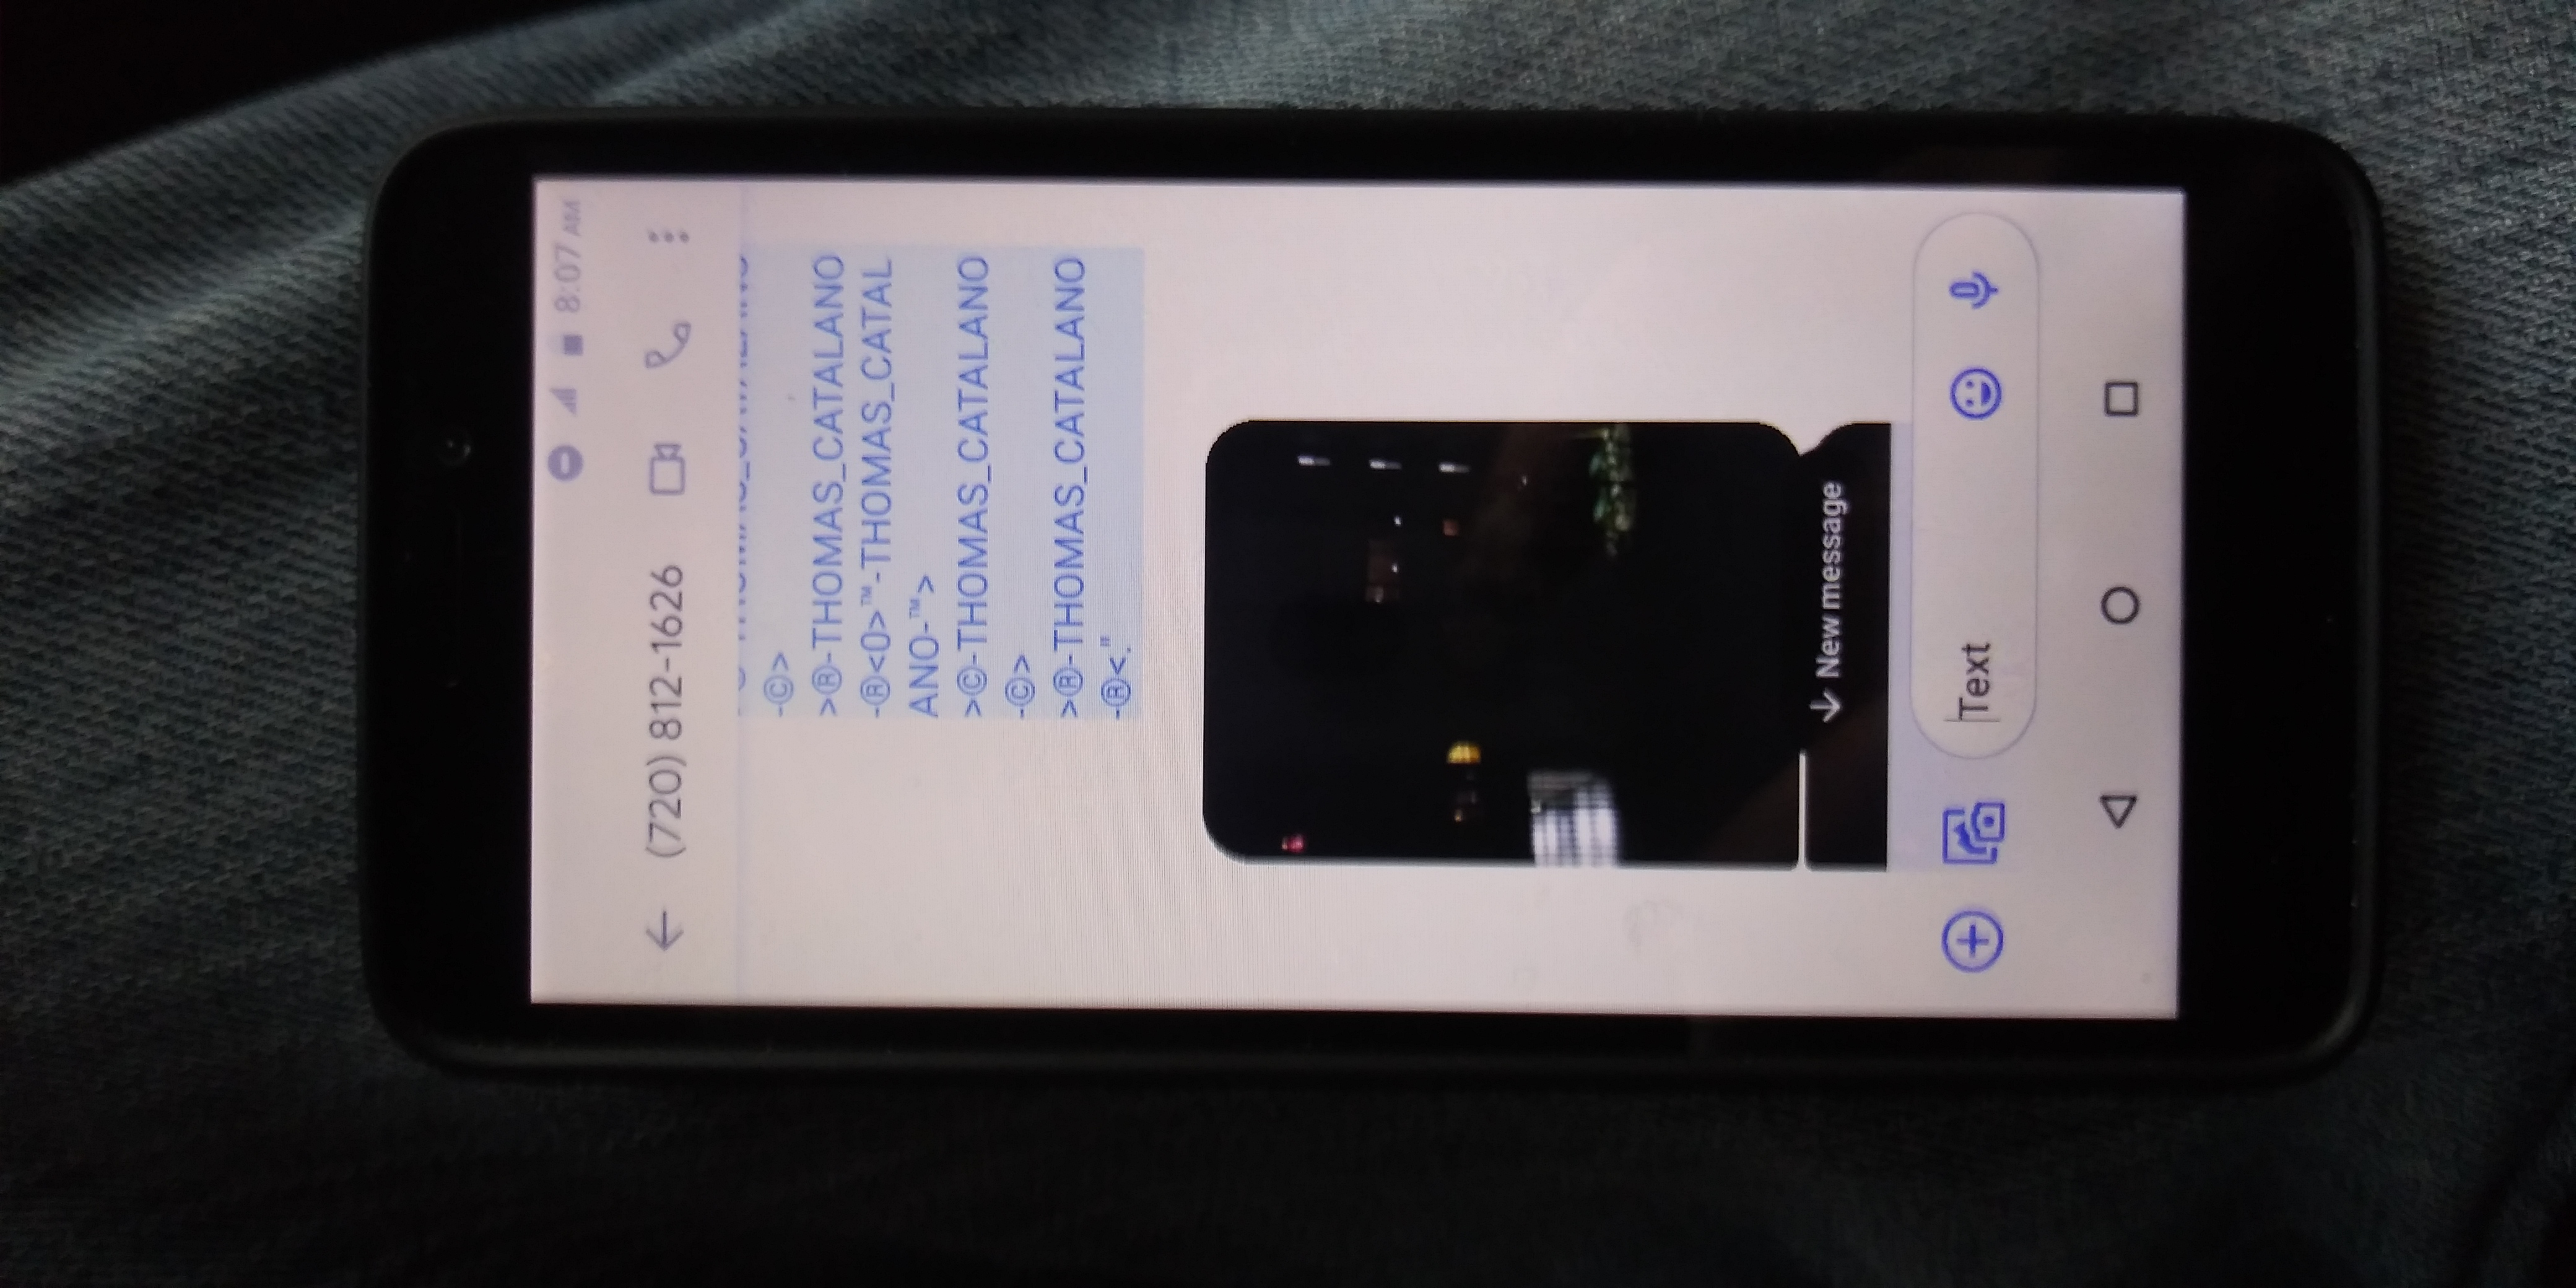 8:07 AM
(720) 812-1626
-©>
>®-THOMAS_CATALANO
-®<0>™-THOMAS_CATAL
ANO-™>
>©-THOMAS_CATALANO
-©>
>®-THOMAS_CATALANO
-®<."
New message
Text